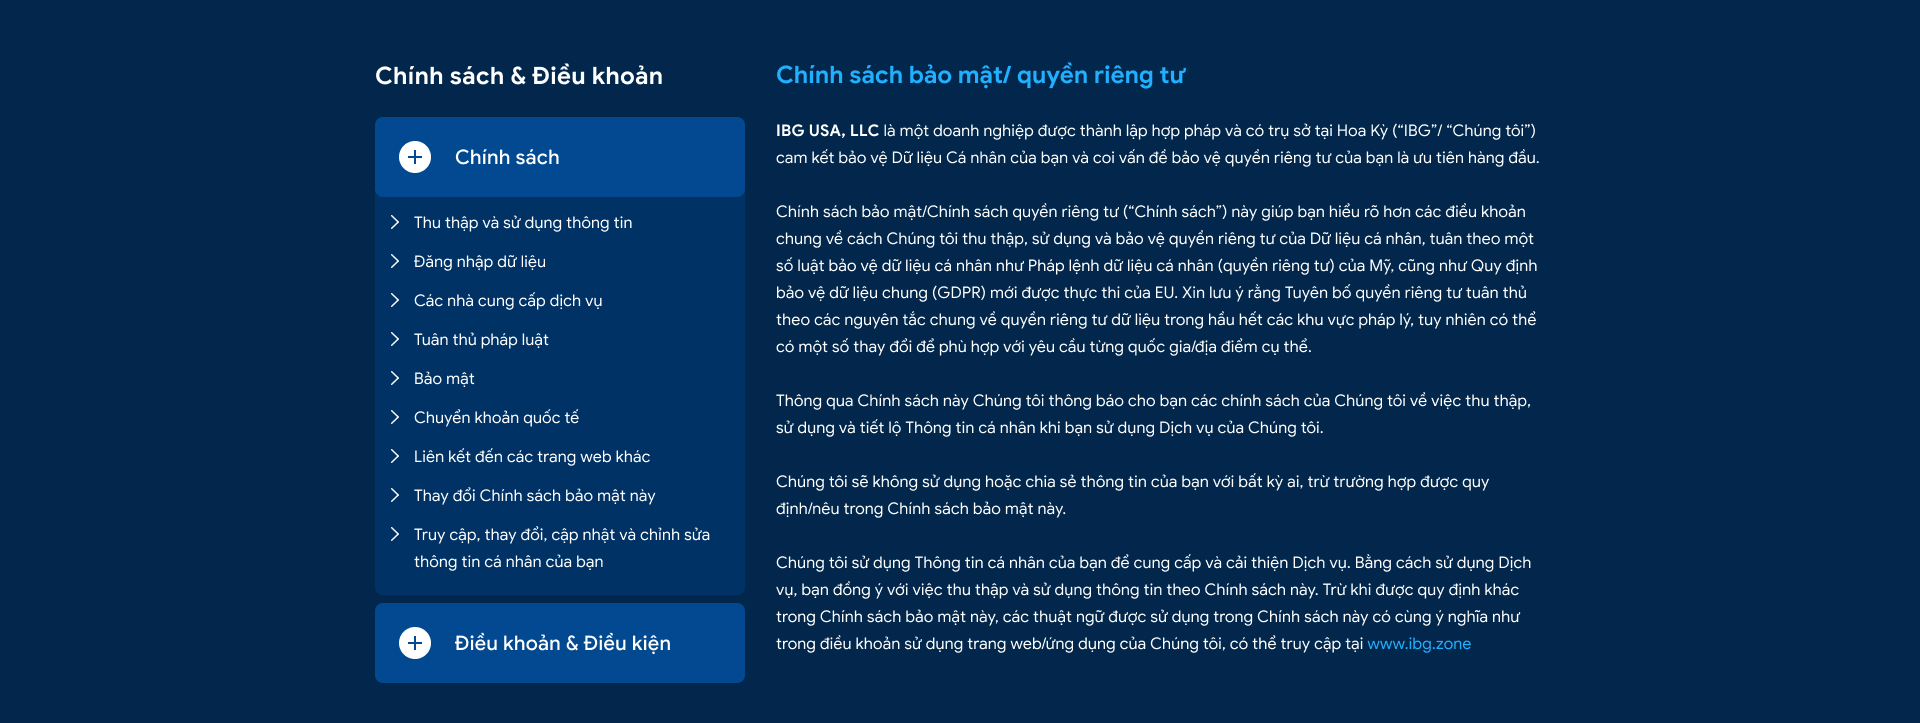 Chính sách & Điều khoản
Chính sách
Thu thập và sử dụng thông tin
Đăng nhập dữ liệu
Các nhà cung cấp dịch vụ
Tuân thủ pháp luật
Bảo mật
Chuyển khoản quốc tế
Liên kết đến các trang web khác
Thay đổi Chính sách bảo mật này
Truy cập, thay đổi, cập nhật và chỉnh sửa
thông tin cá nhân của bạn
Điều khoản & Điều kiện
Chính sách bảo mật/ quyền riêng tư
IBG USA, LLC là một doanh nghiệp được thành lập hợp pháp và có trụ sở tại Hoa Kỳ (“IBG”/ “Chúng tôi”)
cam kết bảo vệ Dữ liệu Cá nhân của bạn và coi vấn đề bảo vệ quyền riêng tư của bạn là ưu tiên hàng đầu.
Chính sách bảo mật/Chính sách quyền riêng tư (“Chính sách”) này giúp bạn hiểu rõ hơn các điều khoản
chung về cách Chúng tôi thu thập, sử dụng và bảo vệ quyền riêng tư của Dữ liệu cá nhân, tuân theo một
số luật bảo vệ dữ liệu cá nhân như Pháp lệnh dữ liệu cá nhân (quyền riêng tư) của Mỹ, cũng như Quy định
bảo vệ dữ liệu chung (GDPR) mới được thực thi của EU. Xin lưu ý rằng Tuyên bố quyền riêng tư tuân thủ
theo các nguyên tắc chung về quyền riêng tư dữ liệu trong hầu hết các khu vực pháp lý, tuy nhiên có thể
có một số thay đổi để phù hợp với yêu cầu từng quốc gia/địa điểm cụ thể.
Thông qua Chính sách này Chúng tôi thông báo cho bạn các chính sách của Chúng tôi về việc thu thập,
sử dụng và tiết lộ Thông tin cá nhân khi bạn sử dụng Dịch vụ của Chúng tôi.
Chúng tôi sẽ không sử dụng hoặc chia sẻ thông tin của bạn với bất kỳ ai, trừ trường hợp được quy
định/nêu trong Chính sách bảo mật này.
Chúng tôi sử dụng Thông tin cá nhân của bạn để cung cấp và cải thiện Dịch vụ. Bằng cách sử dụng Dịch
vụ, bạn đồng ý với việc thu thập và sử dụng thông tin theo Chính sách này. Trừ khi được quy định khác
trong Chính sách bảo mật này, các thuật ngữ được sử dụng trong Chính sách này có cùng ý nghĩa như
trong điều khoản sử dụng trang web/ứng dụng của Chúng tôi, có thể truy cập tại www.ibg.zone